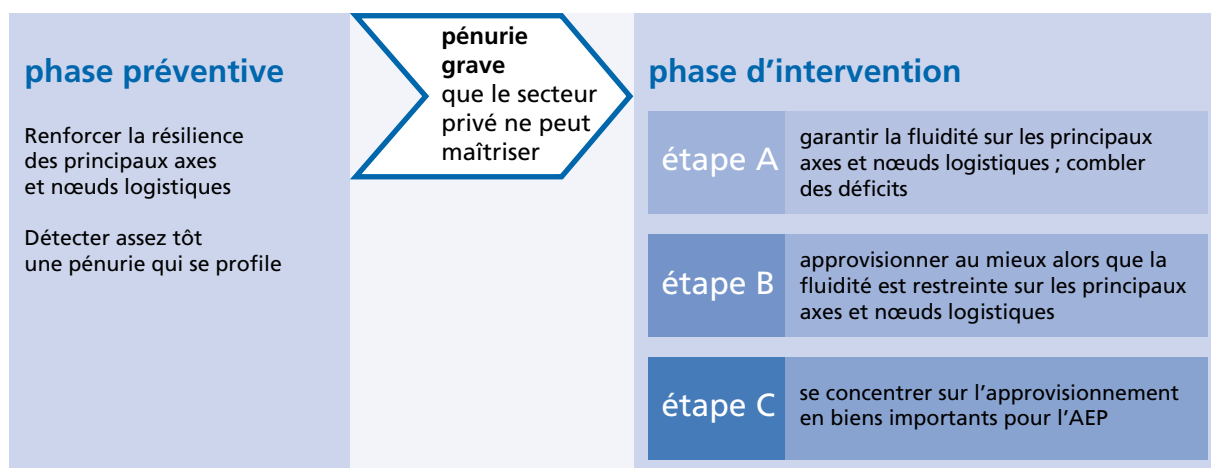 phase préventive
Renforcer la résilience
des principaux axes
et nœuds logistiques
Détecter assez tôt
une pénurie qui se profile
pénurie
grave
que le secteur
privé ne peut
maîtriser
phase d’intervention
étape A
garantir la fluidité sur les principaux
axes et nœuds logistiques ; combler
des déficits
étape B
approvisionner au mieux alors que la
fluidité est restreinte sur les principaux
axes et nœuds logistiques
étape C
se concentrer sur l’approvisionnement
en biens importants pour l’AEP